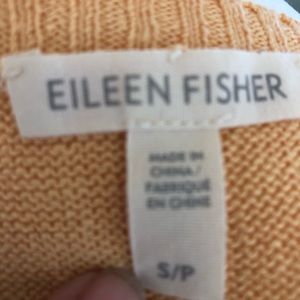 EILEEN FISHER
MADE IN
CHINA/
FABRIQUÉ
EN CHINE
S/P